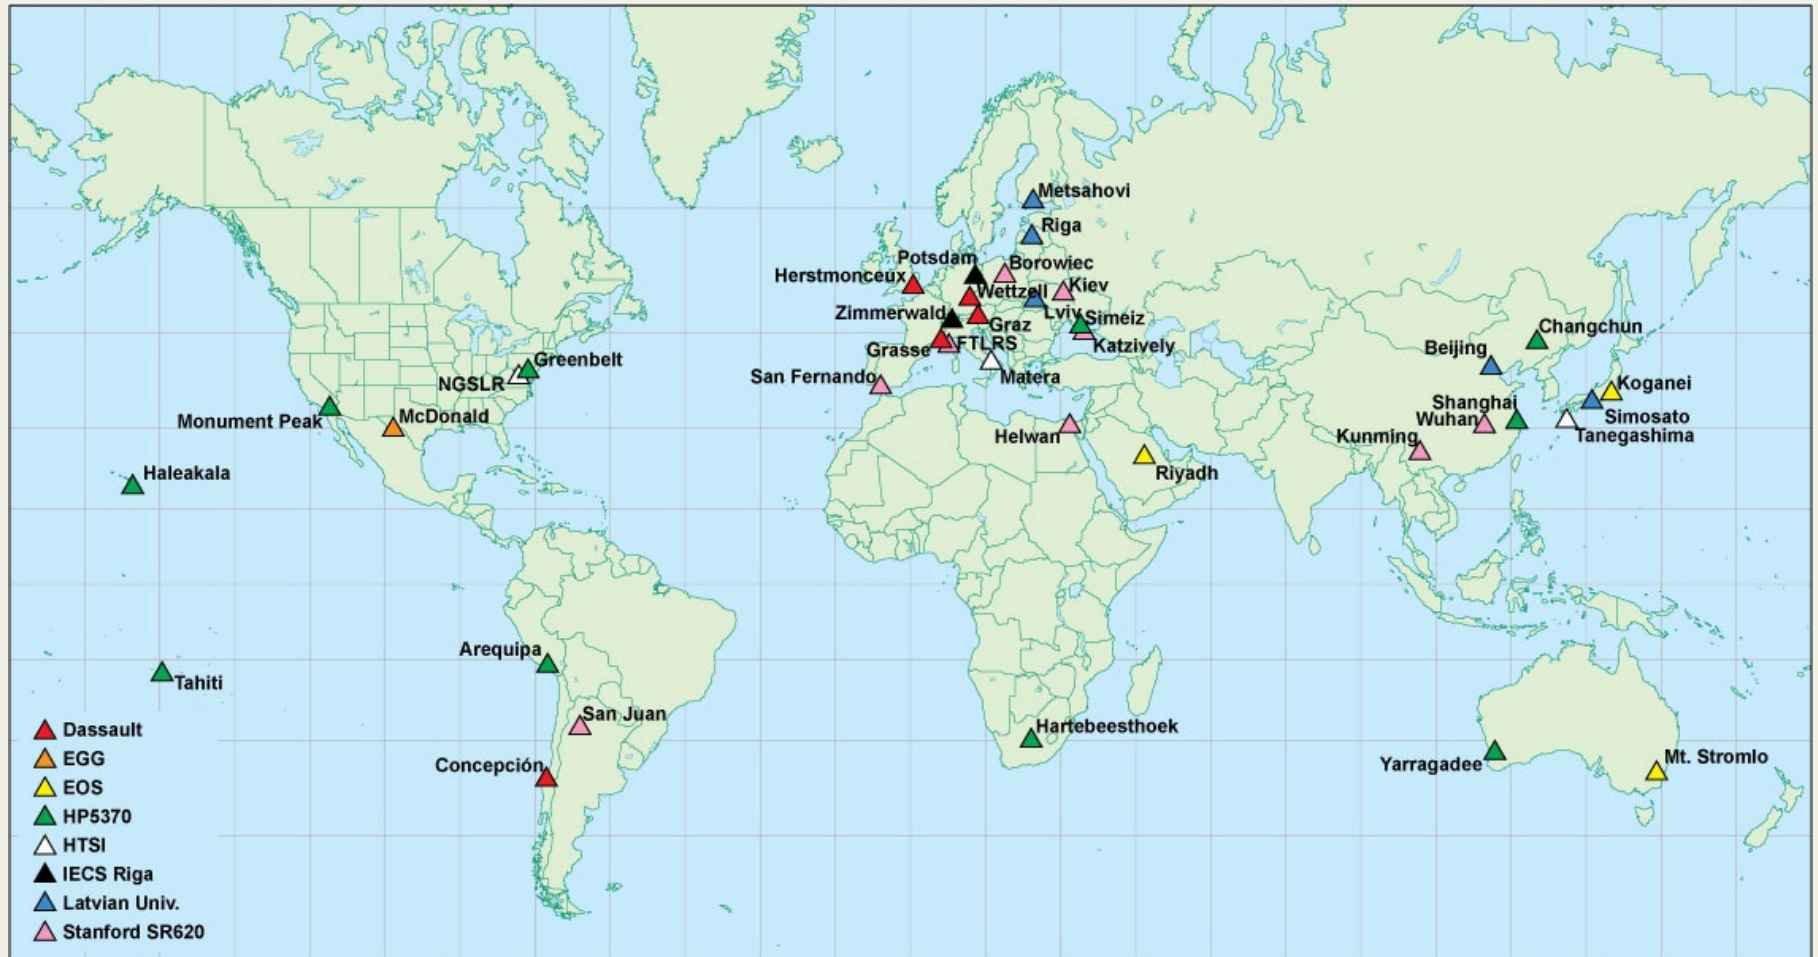 Metsahovi
Riga
Potsdam
Borowiec
Herstmonceux
Wettzell
Kiev
Zimmerwald
Lviv
Simeiz
Graz
Changchun
Grasse
FTLRS
Katzively
Beijing
Greenbelt
NGSLR
San Fernando
Matera
Koganei
Monument Peak
McDonald
Shanghai
Simosato
Wuhan
Tanegashima
Helwan
Kunming
Haleakala
Riyadh
Arequipa
Tahiti
San Juan
Hartebeesthoek
Concepción
Yarragadee
Mt. Stromlo
Dassault
EGG
EOS
HP5370
HTSI
IECS Riga
Latvian Univ.
Stanford SR620